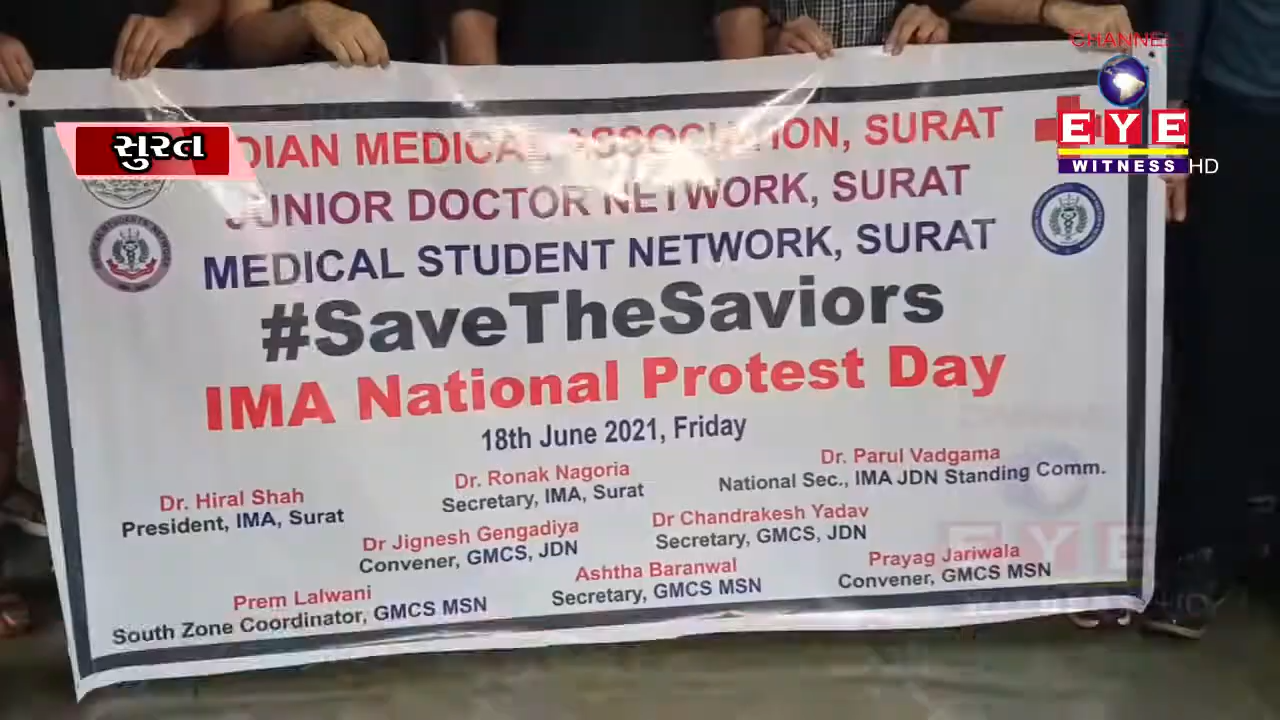 CHANNEL
EYE
WITNESS HD
સુરત
DIAN MEDICAL ASSOCIATION, SURAT
JUNIOR DOCTOR NETWORK, SURAT
MEDICAL STUDENT NETWORK, SURAT
#SaveTheSaviors
IMA National Protest Day
18th June 2021, Friday
Dr. Hiral Shah
President, IMA, Surat
Dr. Ronak Nagoria
Secretary, IMA, Surat
Dr. Parul Vadgama
National Sec., IMA JDN Standing Comm.
Dr Jignesh Gengadiya
Convener, GMCS, JDN
Dr Chandrakesh Yadav
Secretary, GMCS, JDN
Prem Lalwani
South Zone Coordinator, GMCS MSN
Ashtha Baranwal
Secretary, GMCS MSN
Prayag Jariwala
Convener, GMCS MSN